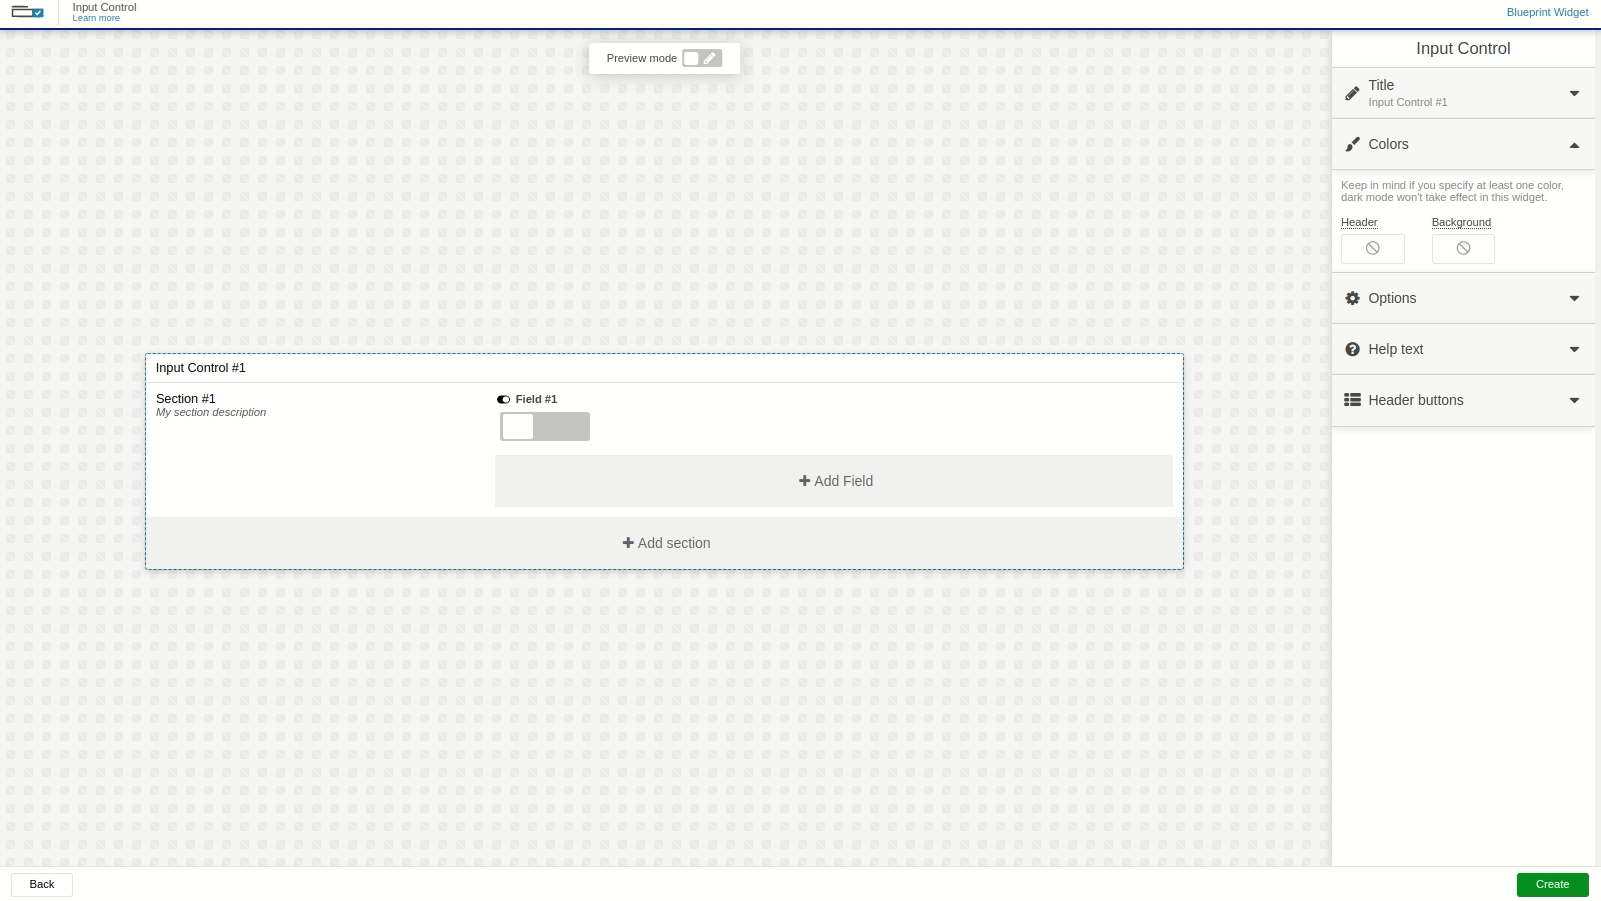 Input Control
Learn more
Blueprint Widget
Preview mode
Input Control
Title
Input Control #1
Colors
Keep in mind if you specify at least one color,
dark mode won't take effect in this widget.
Header Background
Options
Help text
Header buttons
Input Control #1
Section #1
My section description
Field #1
Add Field
Add section
Back
Create